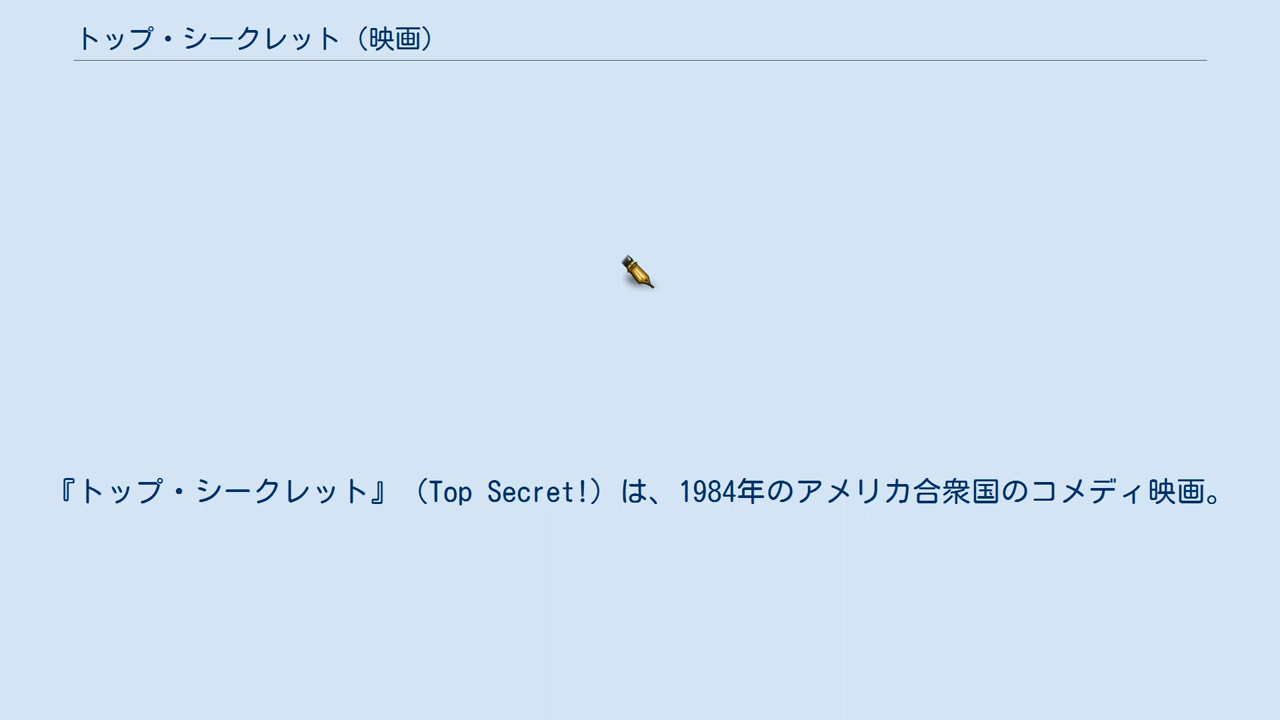 トップ・シークレット（映画）
『トップ・シークレット』（Top Secret!）は、1984年のアメリカ合衆国のコメディ映画。